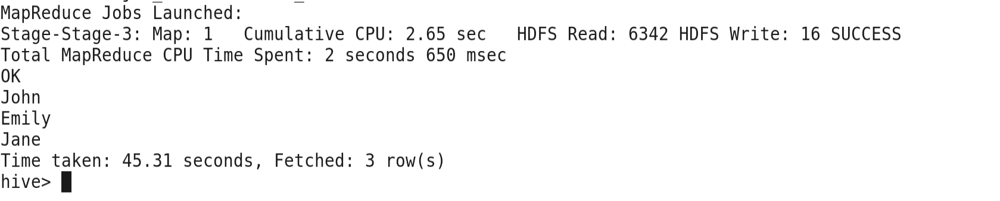 MapReduce Jobs Launched:
Stage-Stage-3: Map: 1   Cumulative CPU: 2.65 sec   HDFS Read: 6342 HDFS Write: 16 SUCCESS
Total MapReduce CPU Time Spent: 2 seconds 650 msec
OK
John
Emily
Jane
Time taken: 45.31 seconds, Fetched: 3 row(s)
hive>